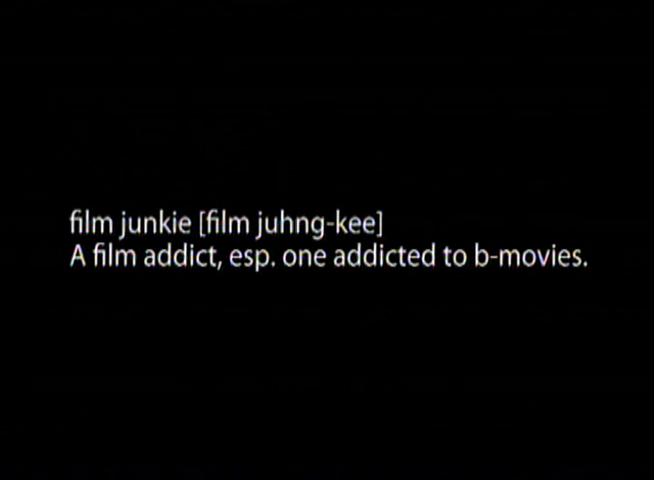 film junkie [film juhng-kee]
A film addict, esp. one addicted to b-movies.